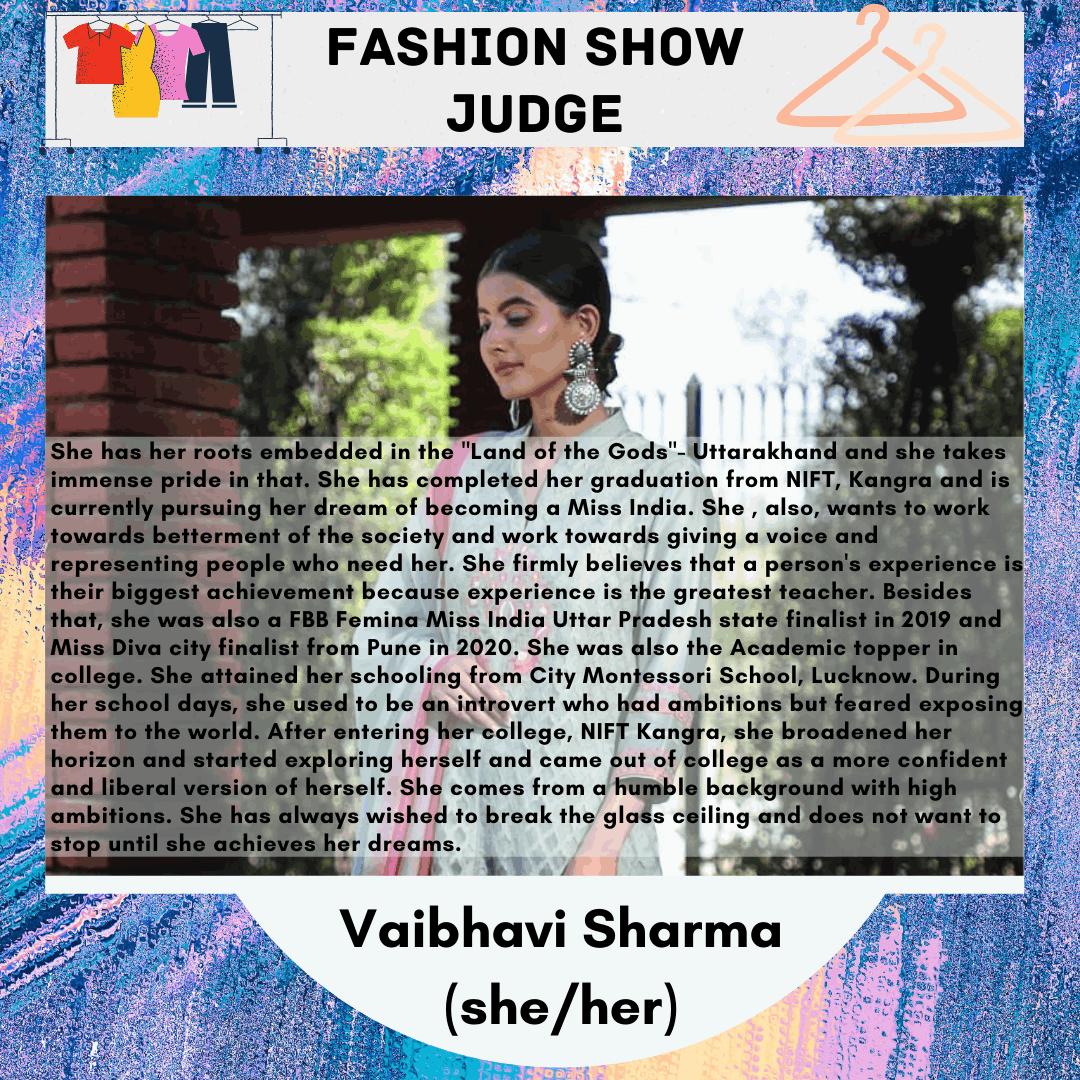 FASHION SHOW
JUDGE
She has her roots embedded in the "Land of the Gods"- Uttarakhand and she takes
immense pride in that. She has completed her graduation from NIFT, Kangra and is
currently pursuing her dream of becoming a Miss India. She , also, wants to work
towards betterment of the society and work towards giving a voice and
representing people who need her. She firmly believes that a person's experience is
their biggest achievement because experience is the greatest teacher. Besides
that, she was also a FBB Femina Miss India Uttar Pradesh state finalist in 2019 and
Miss Diva city finalist from Pune in 2020. She was also the Academic topper in
college. She attained her schooling from City Montessori School, Lucknow. During
her school days, she used to be an introvert who had ambitions but feared exposing
them to the world. After entering her college, NIFT Kangra, she broadened her
horizon and started exploring herself and came out of college as a more confident
and liberal version of herself. She comes from a humble background with high
ambitions. She has always wished to break the glass ceiling and does not want to
stop until she achieves her dreams.
Vaibhavi Sharma
(she/her)